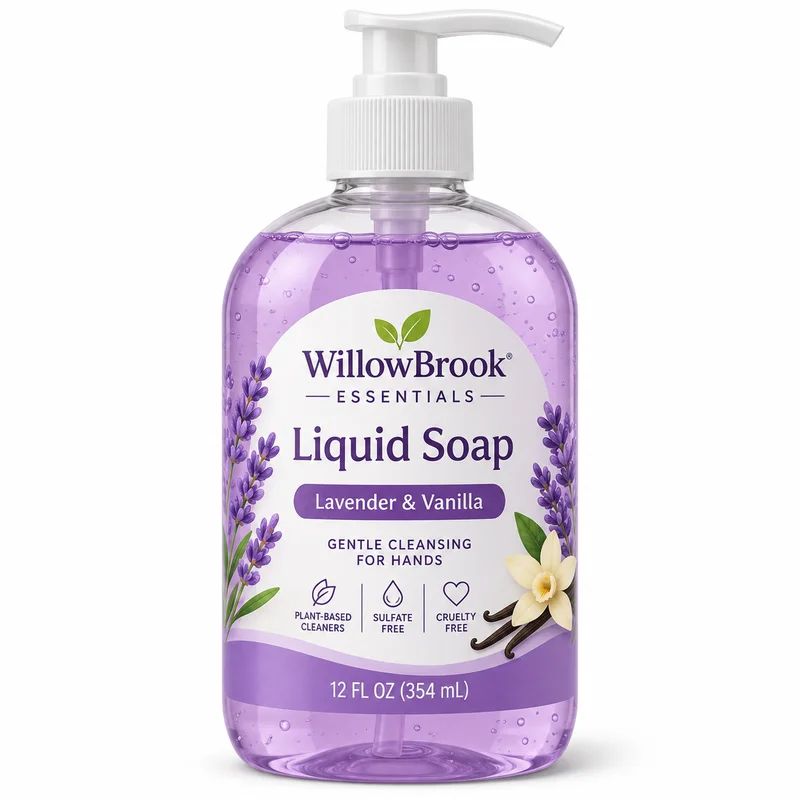 WillowBrook®
ESSENTIALS
Liquid Soap
Lavender & Vanilla
GENTLE CLEANSING
FOR HANDS
PLANT-BASED
CLEANERS
SULFATE
FREE
CRUELTY
FREE
12 FL OZ (354 mL)